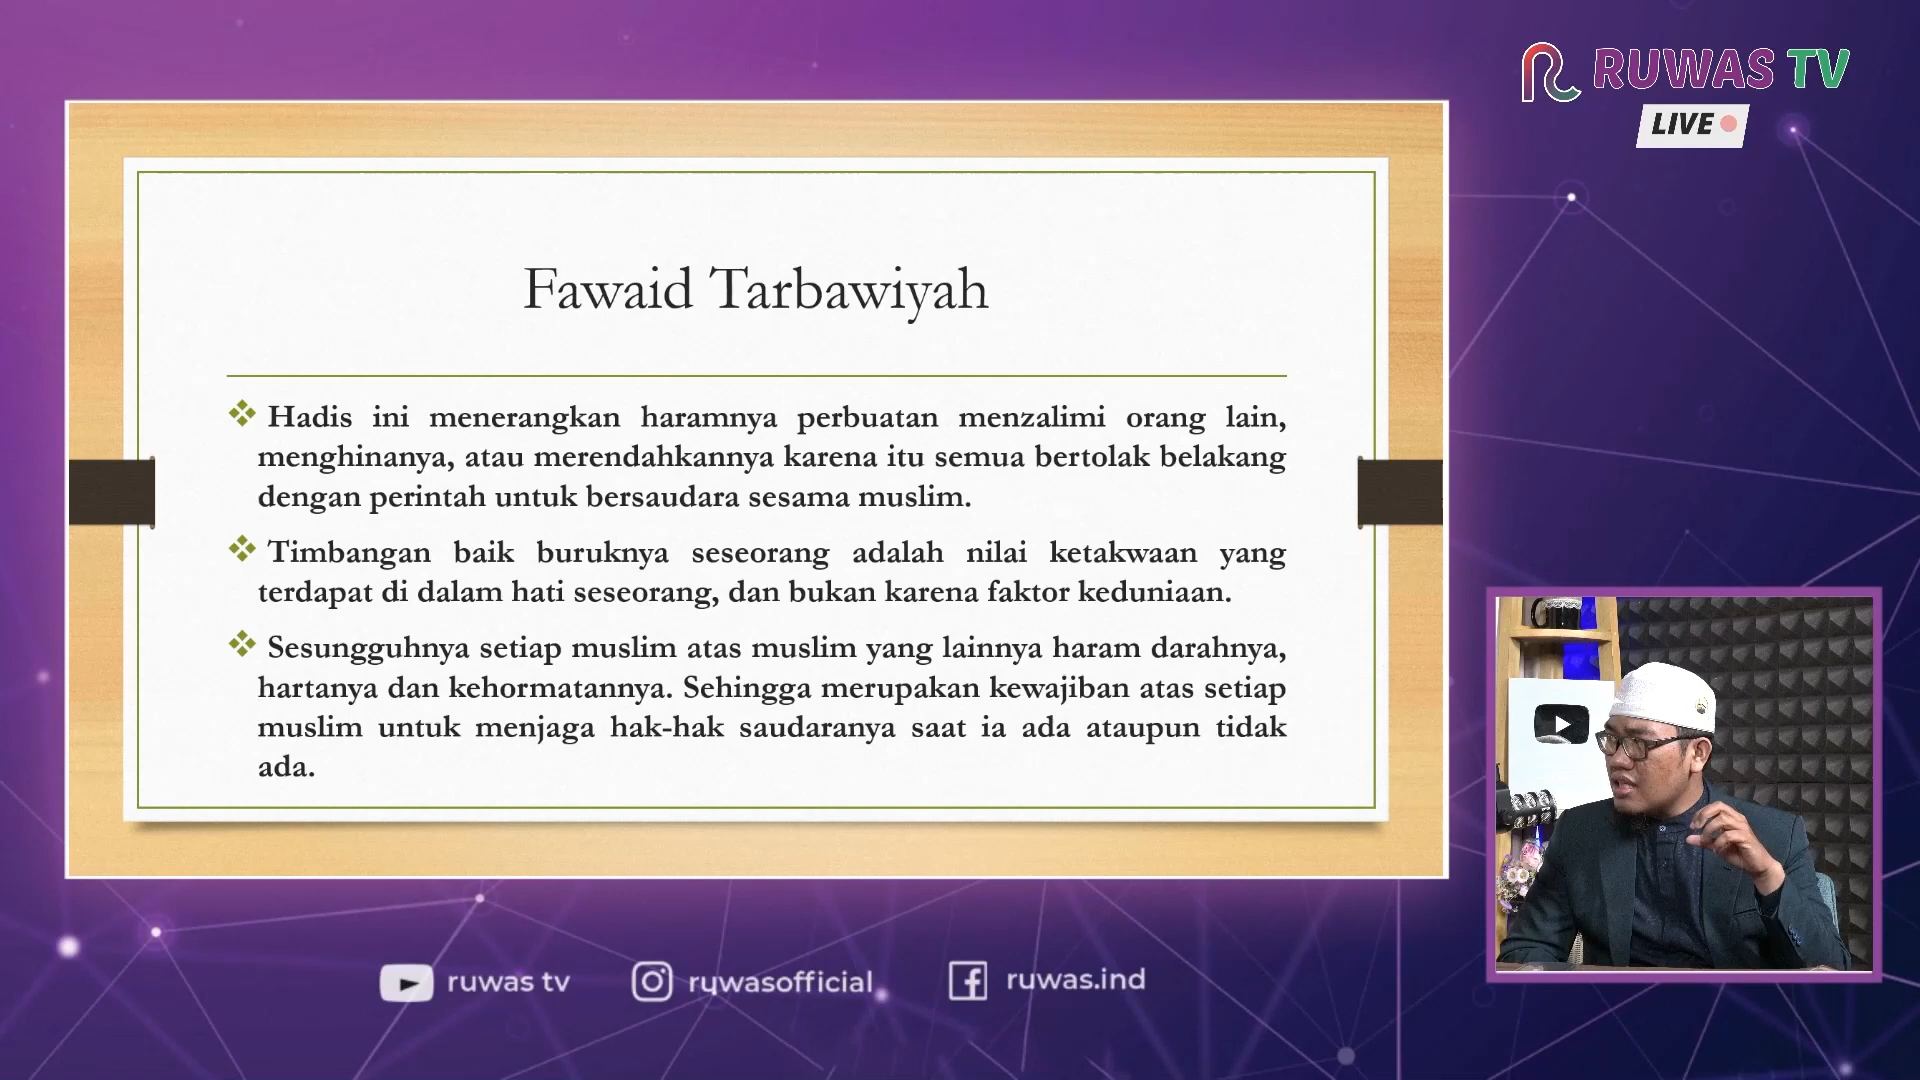 RUWAS TV
LIVE
Fawaid Tarbawiyah
Hadis ini menerangkan haramnya perbuatan menzalimi orang lain,
menghinanya, atau merendahkannya karena itu semua bertolak belakang
dengan perintah untuk bersaudara sesama muslim.
Timbangan baik buruknya seseorang adalah nilai ketakwaan yang
terdapat di dalam hati seseorang, dan bukan karena faktor keduniaan.
Sesungguhnya setiap muslim atas muslim yang lainnya haram darahnya,
hartanya dan kehormatannya. Sehingga merupakan kewajiban atas setiap
muslim untuk menjaga hak-hak saudaranya saat ia ada ataupun tidak
ada.
ruwas tv
ruwasofficial
ruwas.ind